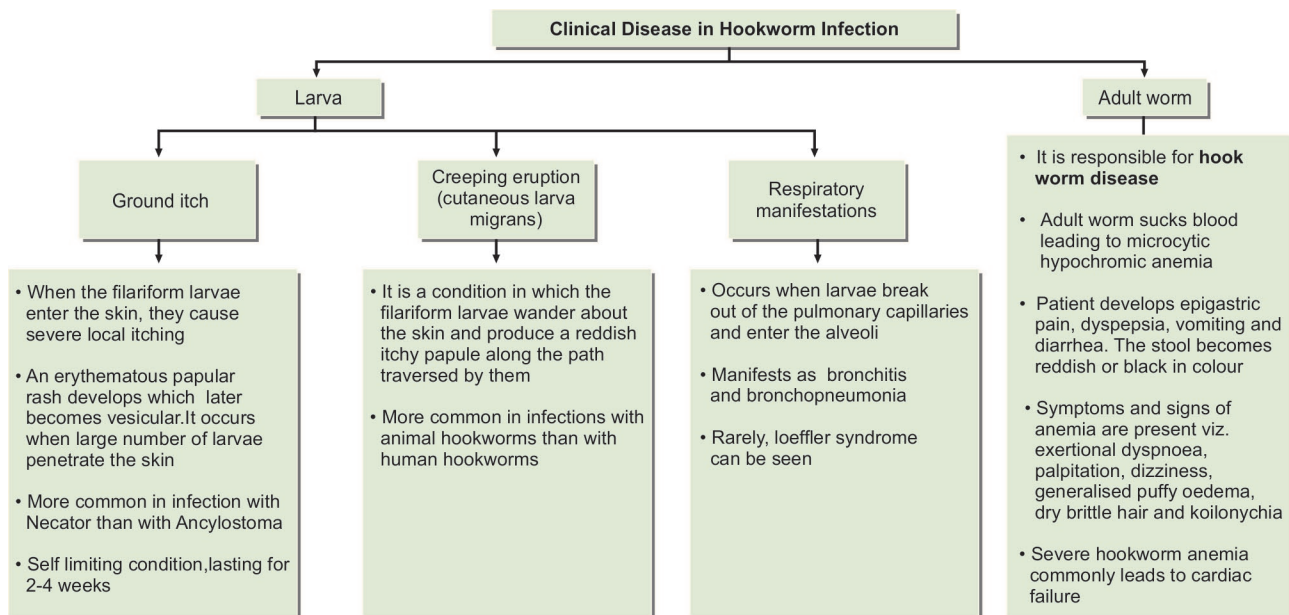 Clinical Disease in Hookworm Infection
Larva
Adult worm
Ground itch
Creeping eruption
(cutaneous larva
migrans)
Respiratory
manifestations
• When the filariform larvae
enter the skin, they cause
severe local itching
• An erythematous papular
rash develops which later
becomes vesicular.It occurs
when large number of larvae
penetrate the skin
• More common in infection with
Necator than with Ancylostoma
• Self limiting condition,lasting for
2-4 weeks
• It is a condition in which the
filariform larvae wander about
the skin and produce a reddish
itchy papule along the path
traversed by them
• More common in infections with
animal hookworms than with
human hookworms
• Occurs when larvae break
out of the pulmonary capillaries
and enter the alveoli
• Manifests as bronchitis
and bronchopneumonia
• Rarely, loeffler syndrome
can be seen
• It is responsible for hook
worm disease
• Adult worm sucks blood
leading to microcytic
hypochromic anemia
• Patient develops epigastric
pain, dyspepsia, vomiting and
diarrhea. The stool becomes
reddish or black in colour
• Symptoms and signs of
anemia are present viz.
exertional dyspnoea,
palpitation, dizziness,
generalised puffy oedema,
dry brittle hair and koilonychia
• Severe hookworm anemia
commonly leads to cardiac
failure